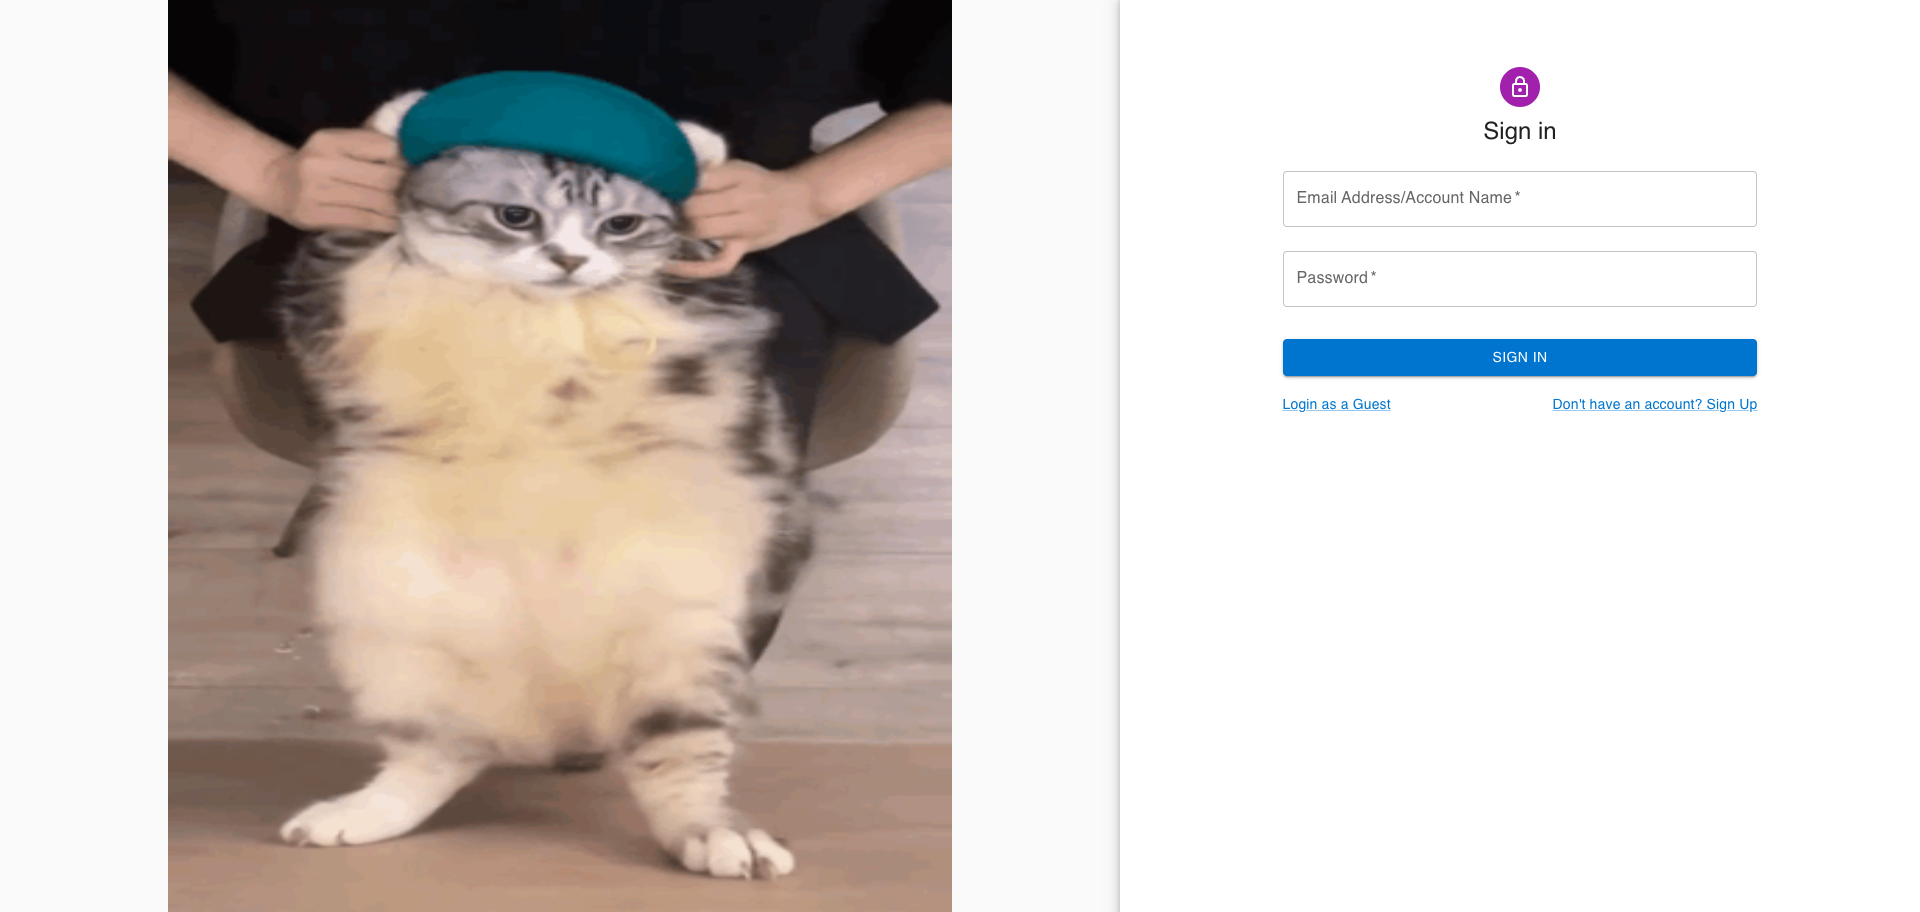 Sign in
Email Address/Account Name *
Password *
SIGN IN
Login as a Guest
Don't have an account? Sign Up